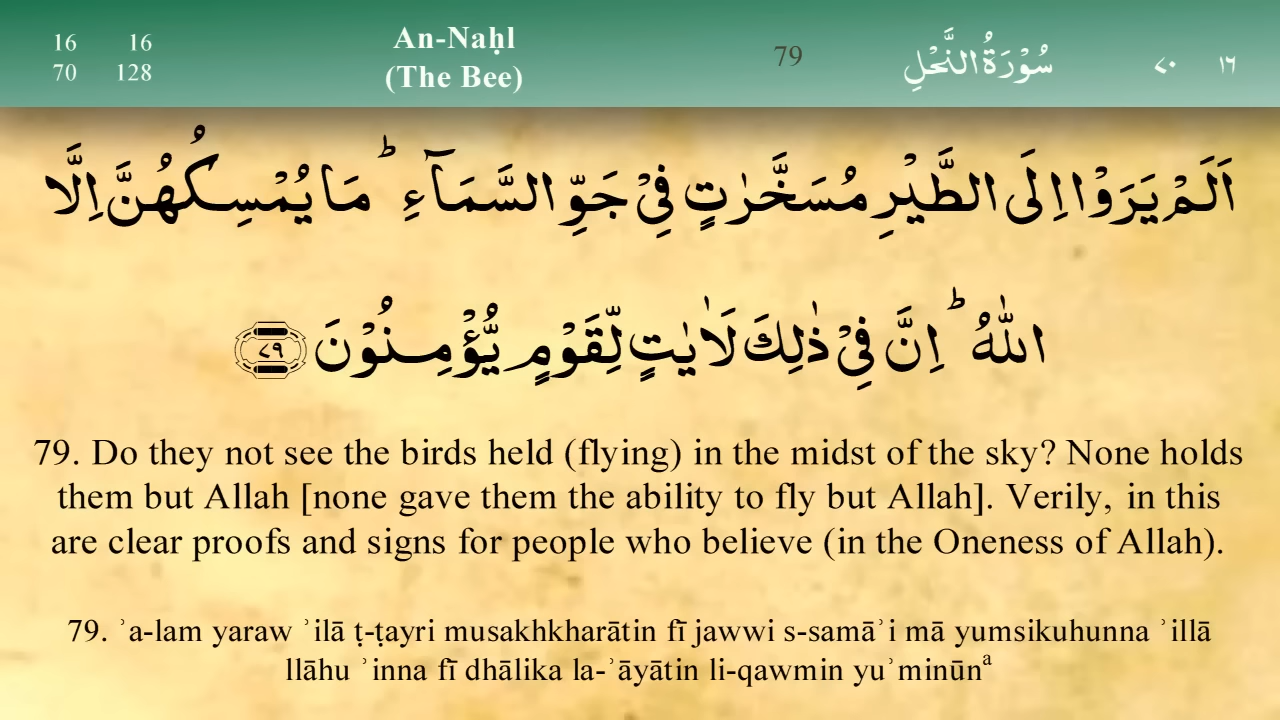 16 16
70 128
An-Naḥl
(The Bee)
79
سُوْرَةُ النَّحْلِ
٧٠ ١٦
اَلَمْ يَرَوْا اِلَى الطَّيْرِ مُسَخَّرٰتٍ فِيْ جَوِّ السَّمَآءِ ؕ مَا يُمْسِكُهُنَّ اِلَّا
اللّٰهُ ؕ اِنَّ فِيْ ذٰلِكَ لَاٰيٰتٍ لِّقَوْمٍ يُّؤْمِنُوْنَ ٧٩
79. Do they not see the birds held (flying) in the midst of the sky? None holds
them but Allah [none gave them the ability to fly but Allah]. Verily, in this
are clear proofs and signs for people who believe (in the Oneness of Allah).
79. ʾa-lam yaraw ʾilā ṭ-ṭayri musakhkharātin fī jawwi s-samāʾi mā yumsikuhunna ʾillā
llāhu ʾinna fī dhālika la-ʾāyātin li-qawmin yuʾminūnᵃ